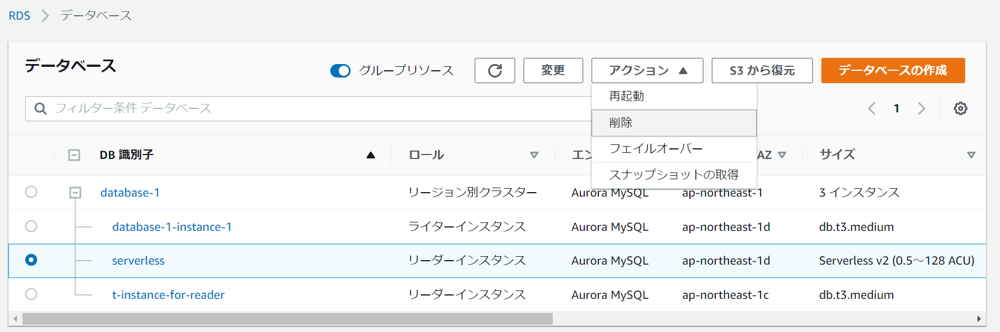 RDS > データベース
データベース
グループリソース
変更
アクション ▲
S3 から復元
データベースの作成
再起動
削除
フェイルオーバー
スナップショットの取得
フィルター条件 データベース
1
DB 識別子 ロール エン AZ サイズ
database-1 リージョン別クラスター Aurora MySQL ap-northeast-1 3 インスタンス
database-1-instance-1 ライターインスタンス Aurora MySQL ap-northeast-1d db.t3.medium
serverless リーダーインスタンス Aurora MySQL ap-northeast-1d Serverless v2 (0.5～128 ACU)
t-instance-for-reader リーダーインスタンス Aurora MySQL ap-northeast-1c db.t3.medium